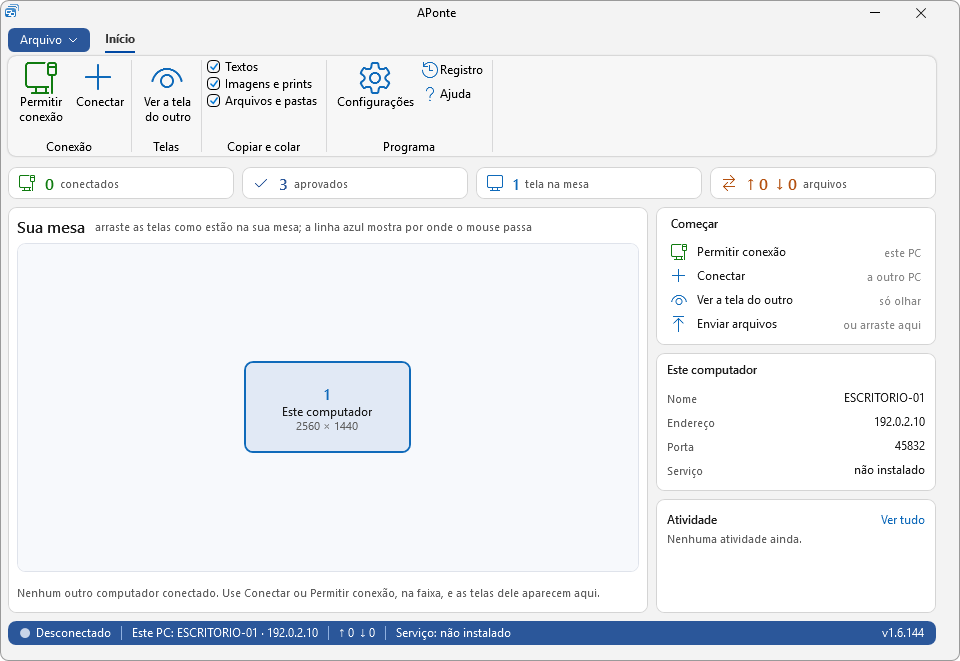 APonte
Arquivo
Início
Permitir conexão
Conectar
Conexão
Ver a tela do outro
Telas
Textos
Imagens e prints
Arquivos e pastas
Copiar e colar
Configurações
Registro
? Ajuda
Programa
0 conectados
3 aprovados
1 tela na mesa
↑ 0 ↓ 0 arquivos
Sua mesa arraste as telas como estão na sua mesa; a linha azul mostra por onde o mouse passa
1
Este computador
2560 × 1440
Nenhum outro computador conectado. Use Conectar ou Permitir conexão, na faixa, e as telas dele aparecem aqui.
Começar
Permitir conexão este PC
Conectar a outro PC
Ver a tela do outro só olhar
Enviar arquivos ou arraste aqui
Este computador
Nome ESCRITORIO-01
Endereço 192.0.2.10
Porta 45832
Serviço não instalado
Atividade Ver tudo
Nenhuma atividade ainda.
Desconectado Este PC: ESCRITORIO-01 · 192.0.2.10 ↑ 0 ↓ 0 Serviço: não instalado v1.6.144